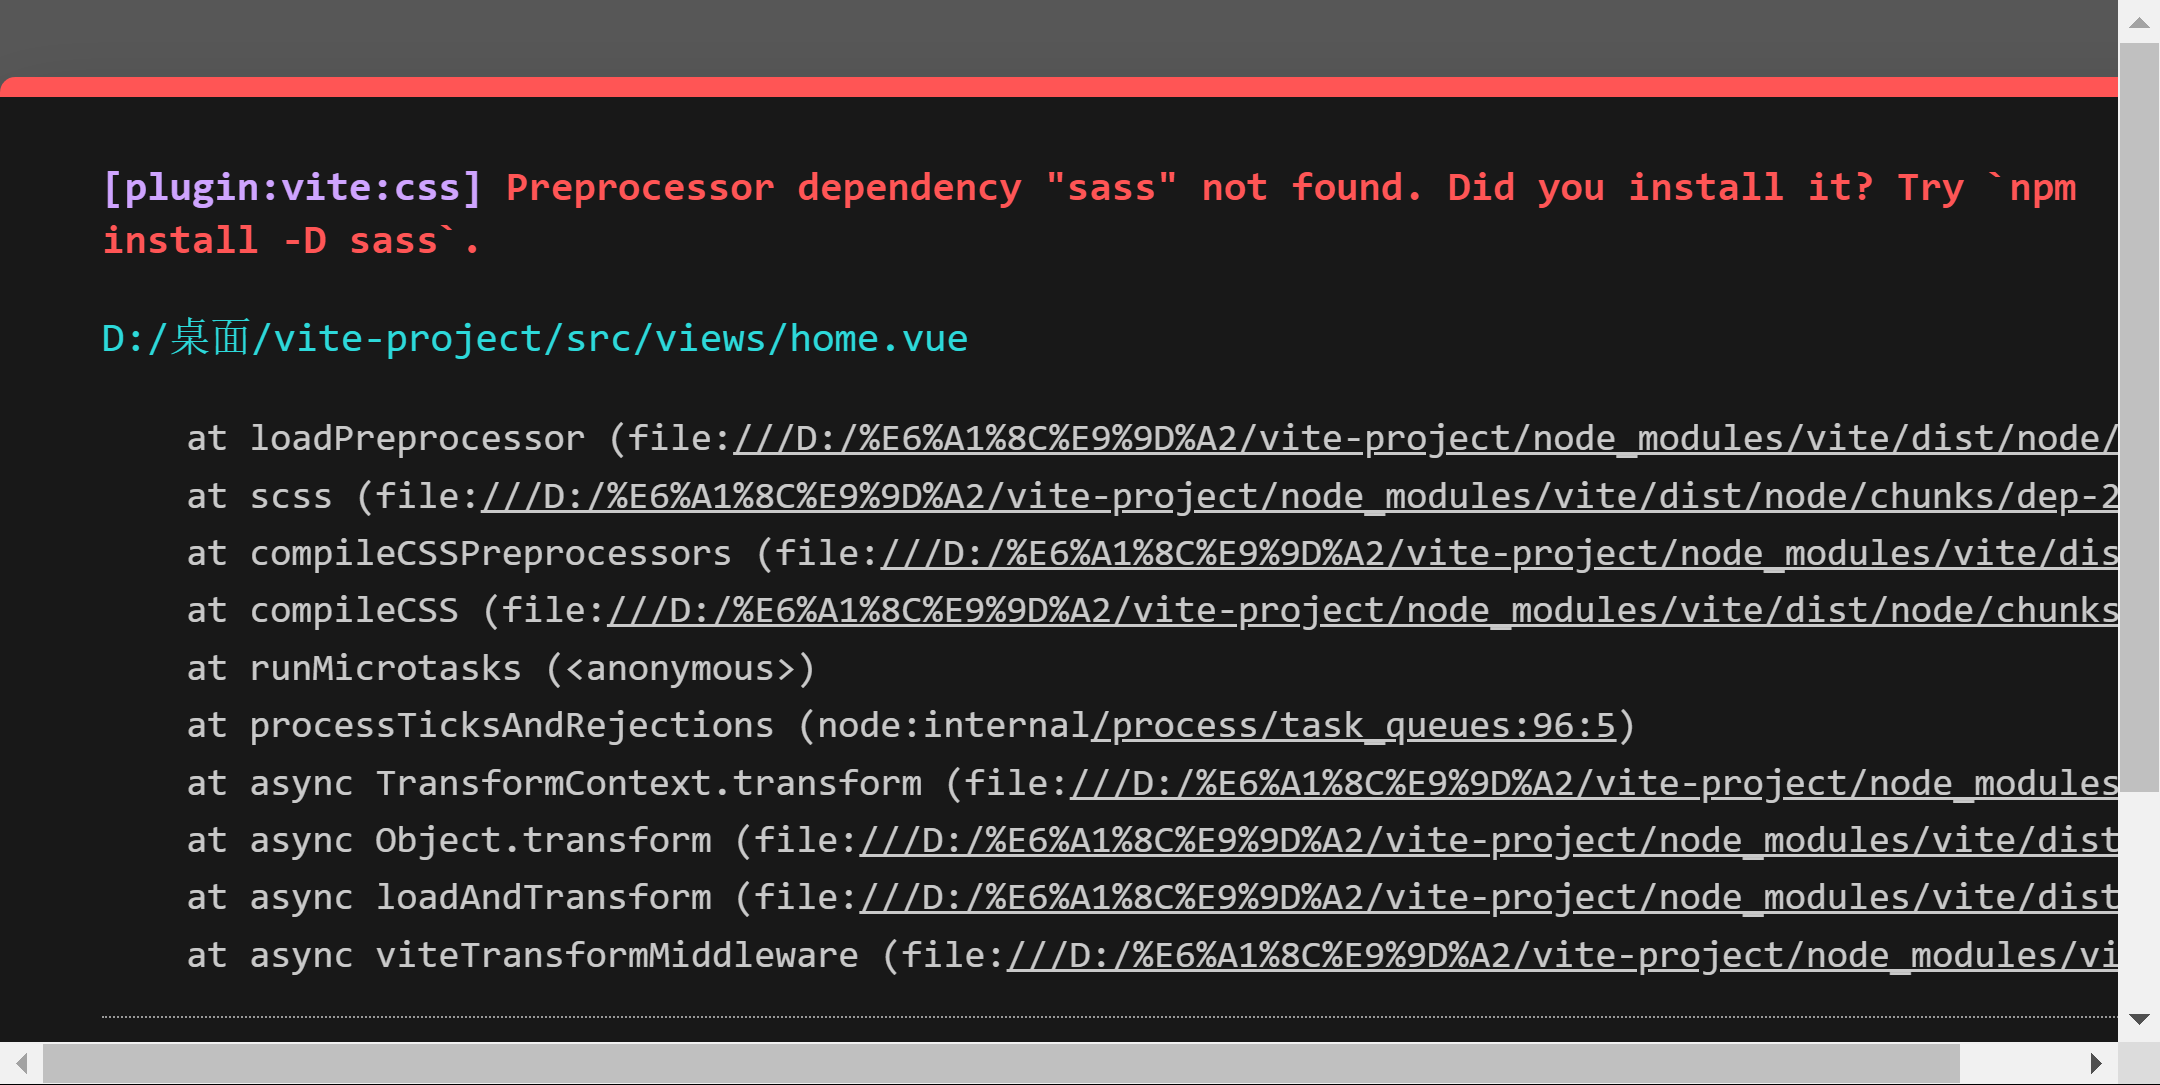 [plugin:vite:css] Preprocessor dependency "sass" not found. Did you install it? Try `npm
install -D sass`.
D:/桌面/vite-project/src/views/home.vue
at loadPreprocessor (file:///D:/%E6%A1%8C%E9%9D%A2/vite-project/node_modules/vite/dist/node/
at scss (file:///D:/%E6%A1%8C%E9%9D%A2/vite-project/node_modules/vite/dist/node/chunks/dep-2
at compileCSSPreprocessors (file:///D:/%E6%A1%8C%E9%9D%A2/vite-project/node_modules/vite/dis
at compileCSS (file:///D:/%E6%A1%8C%E9%9D%A2/vite-project/node_modules/vite/dist/node/chunks
at runMicrotasks (<anonymous>)
at processTicksAndRejections (node:internal/process/task_queues:96:5)
at async TransformContext.transform (file:///D:/%E6%A1%8C%E9%9D%A2/vite-project/node_modules
at async Object.transform (file:///D:/%E6%A1%8C%E9%9D%A2/vite-project/node_modules/vite/dist
at async loadAndTransform (file:///D:/%E6%A1%8C%E9%9D%A2/vite-project/node_modules/vite/dist
at async viteTransformMiddleware (file:///D:/%E6%A1%8C%E9%9D%A2/vite-project/node_modules/vi